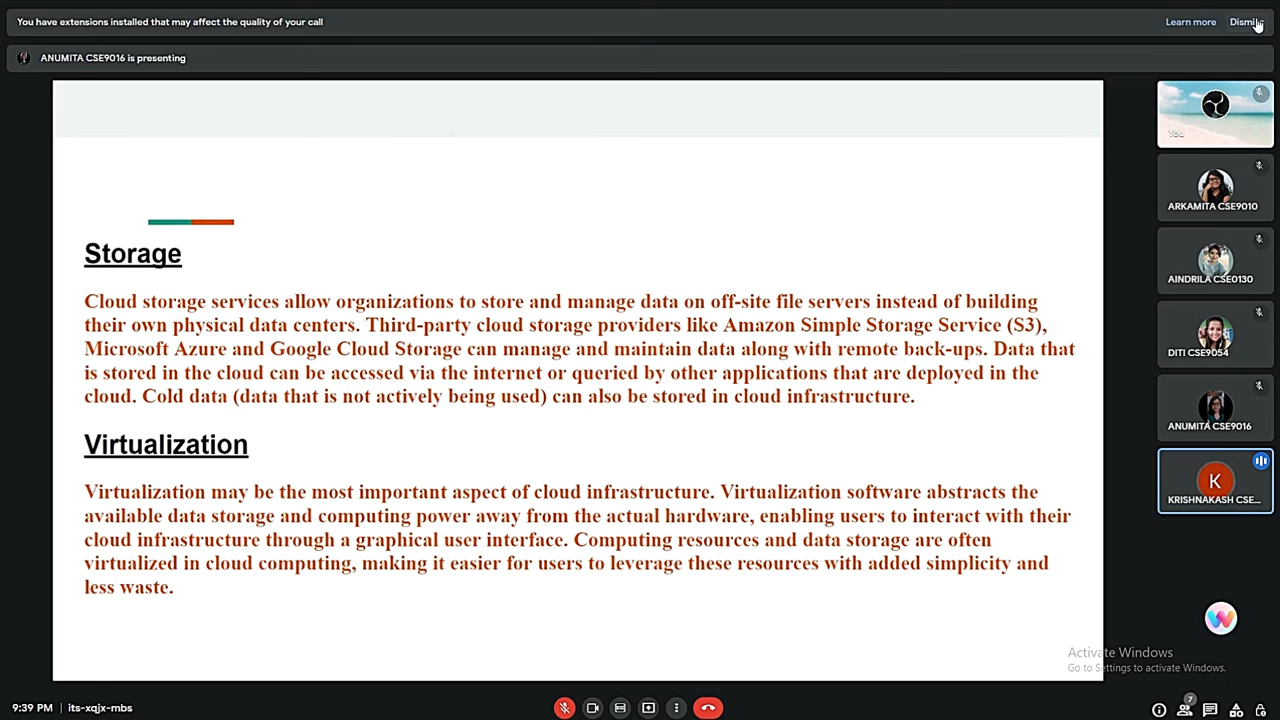 You have extensions installed that may affect the quality of your call
Learn more
Dismiss
ANUMITA CSE9016 is presenting
You
ARKAMITA CSE9010
AINDRILA CSE0130
DITI CSE9054
ANUMITA CSE9016
K
KRISHNAKASH CSE...
Storage
Cloud storage services allow organizations to store and manage data on off-site file servers instead of building
their own physical data centers. Third-party cloud storage providers like Amazon Simple Storage Service (S3),
Microsoft Azure and Google Cloud Storage can manage and maintain data along with remote back-ups. Data that
is stored in the cloud can be accessed via the internet or queried by other applications that are deployed in the
cloud. Cold data (data that is not actively being used) can also be stored in cloud infrastructure.
Virtualization
Virtualization may be the most important aspect of cloud infrastructure. Virtualization software abstracts the
available data storage and computing power away from the actual hardware, enabling users to interact with their
cloud infrastructure through a graphical user interface. Computing resources and data storage are often
virtualized in cloud computing, making it easier for users to leverage these resources with added simplicity and
less waste.
W
Activate Windows
Go to Settings to activate Windows.
9:39 PM | its-xqjx-mbs
7